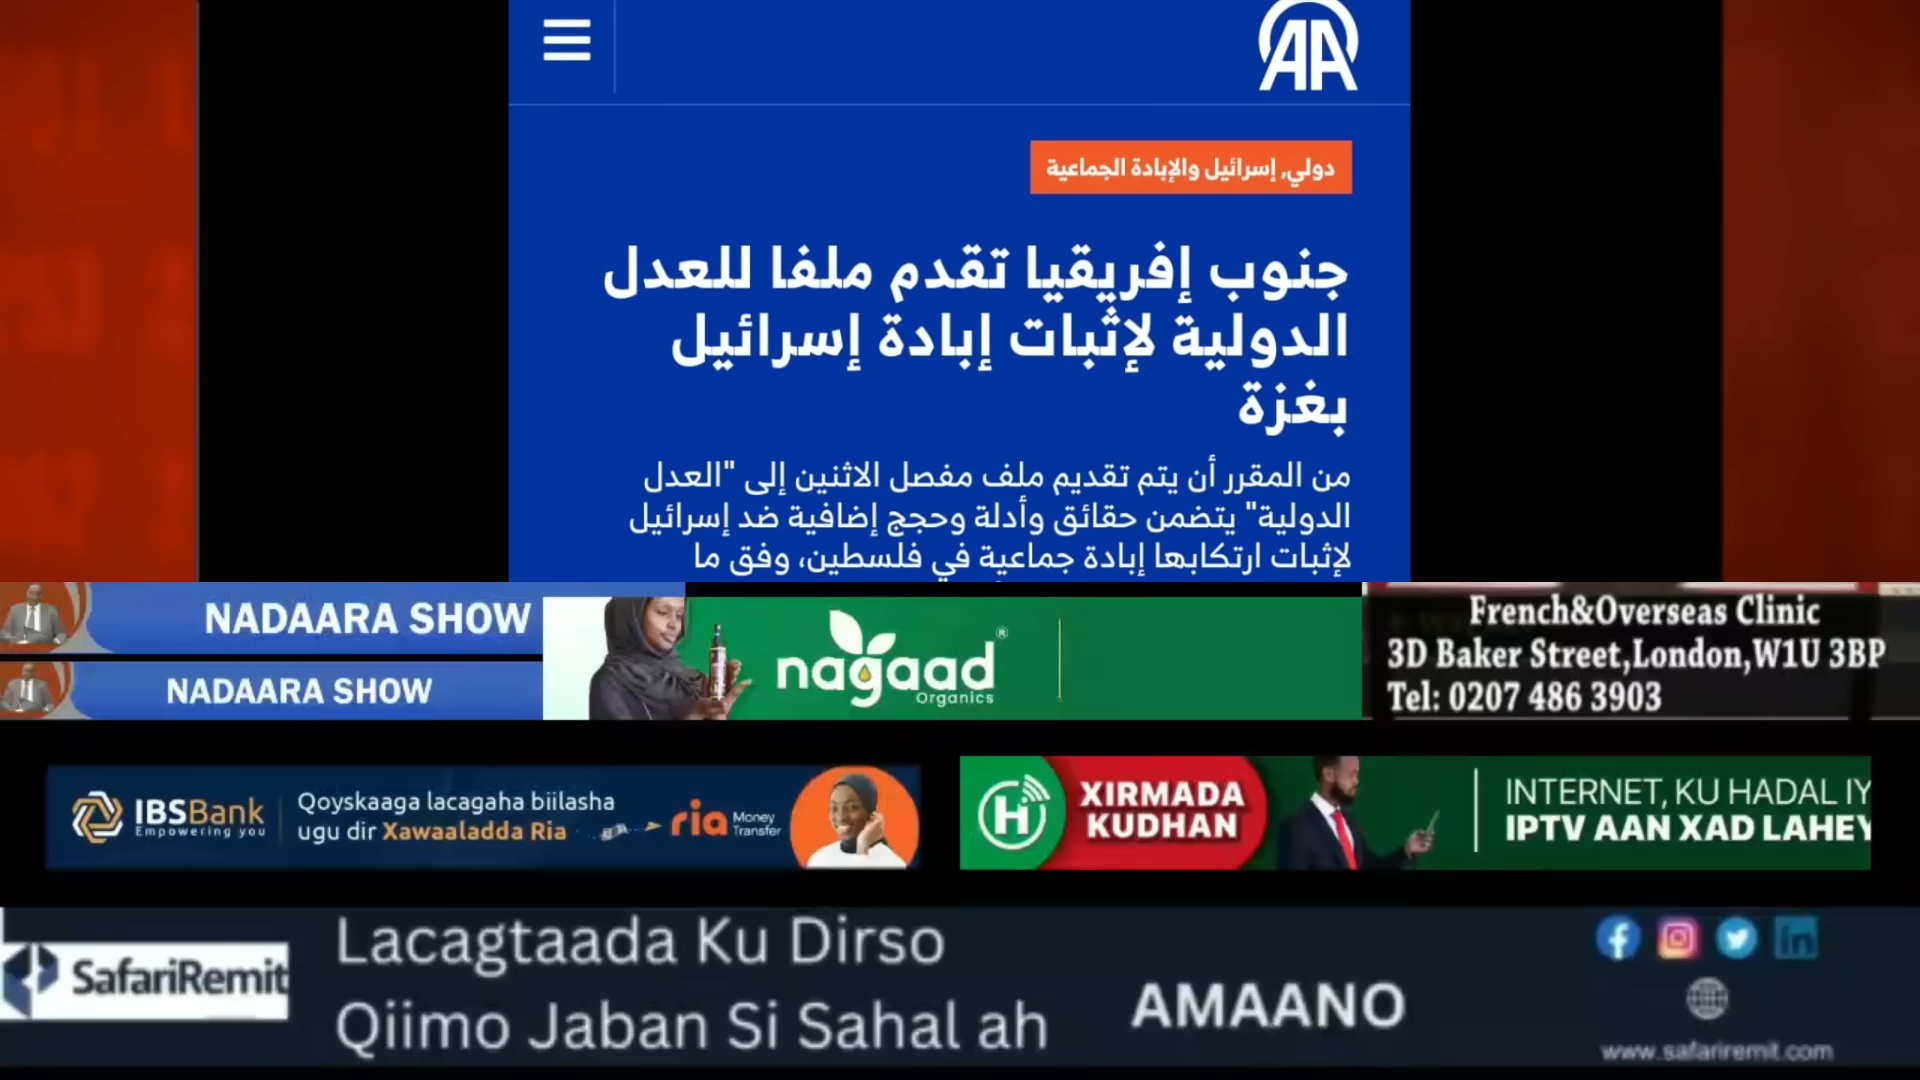 AA
دولي, إسرائيل والإبادة الجماعية
جنوب إفريقيا تقدم ملفا للعدل
الدولية لإثبات إبادة إسرائيل
بغزة
من المقرر أن يتم تقديم ملف مفصل الاثنين إلى "العدل
الدولية" يتضمن حقائق وأدلة وحجج إضافية ضد إسرائيل
لإثبات ارتكابها إبادة جماعية في فلسطين، وفق ما
NADAARA SHOW
NADAARA SHOW
nagaad®
Organics
French&Overseas Clinic
3D Baker Street,London,W1U 3BP
Tel: 0207 486 3903
IBSBank
Empowering you
Qoyskaaga lacagaha biilasha
ugu dir Xawaaladda Ria
ria Money
Transfer
H
XIRMADA
KUDHAN
INTERNET, KU HADAL IY
IPTV AAN XAD LAHEY
SafariRemit
Lacagtaada Ku Dirso
Qiimo Jaban Si Sahal ah
AMAANO
www.safariremit.com